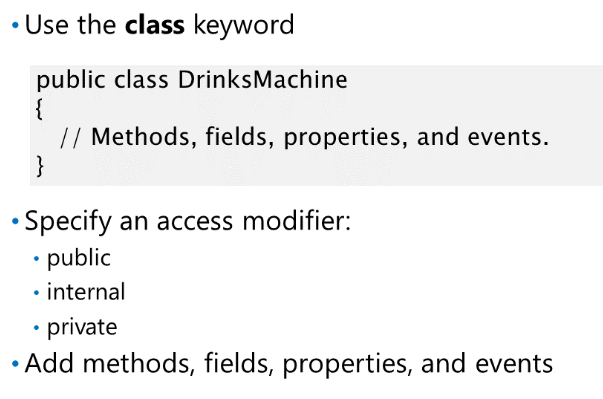 • Use the class keyword
public class DrinksMachine
{
// Methods, fields, properties, and events.
}
• Specify an access modifier:
• public
• internal
• private
• Add methods, fields, properties, and events